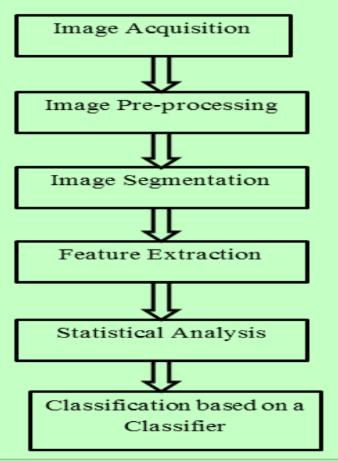 Image Acquisition
Image Pre-processing
Image Segmentation
Feature Extraction
Statistical Analysis
Classification based on a
Classifier